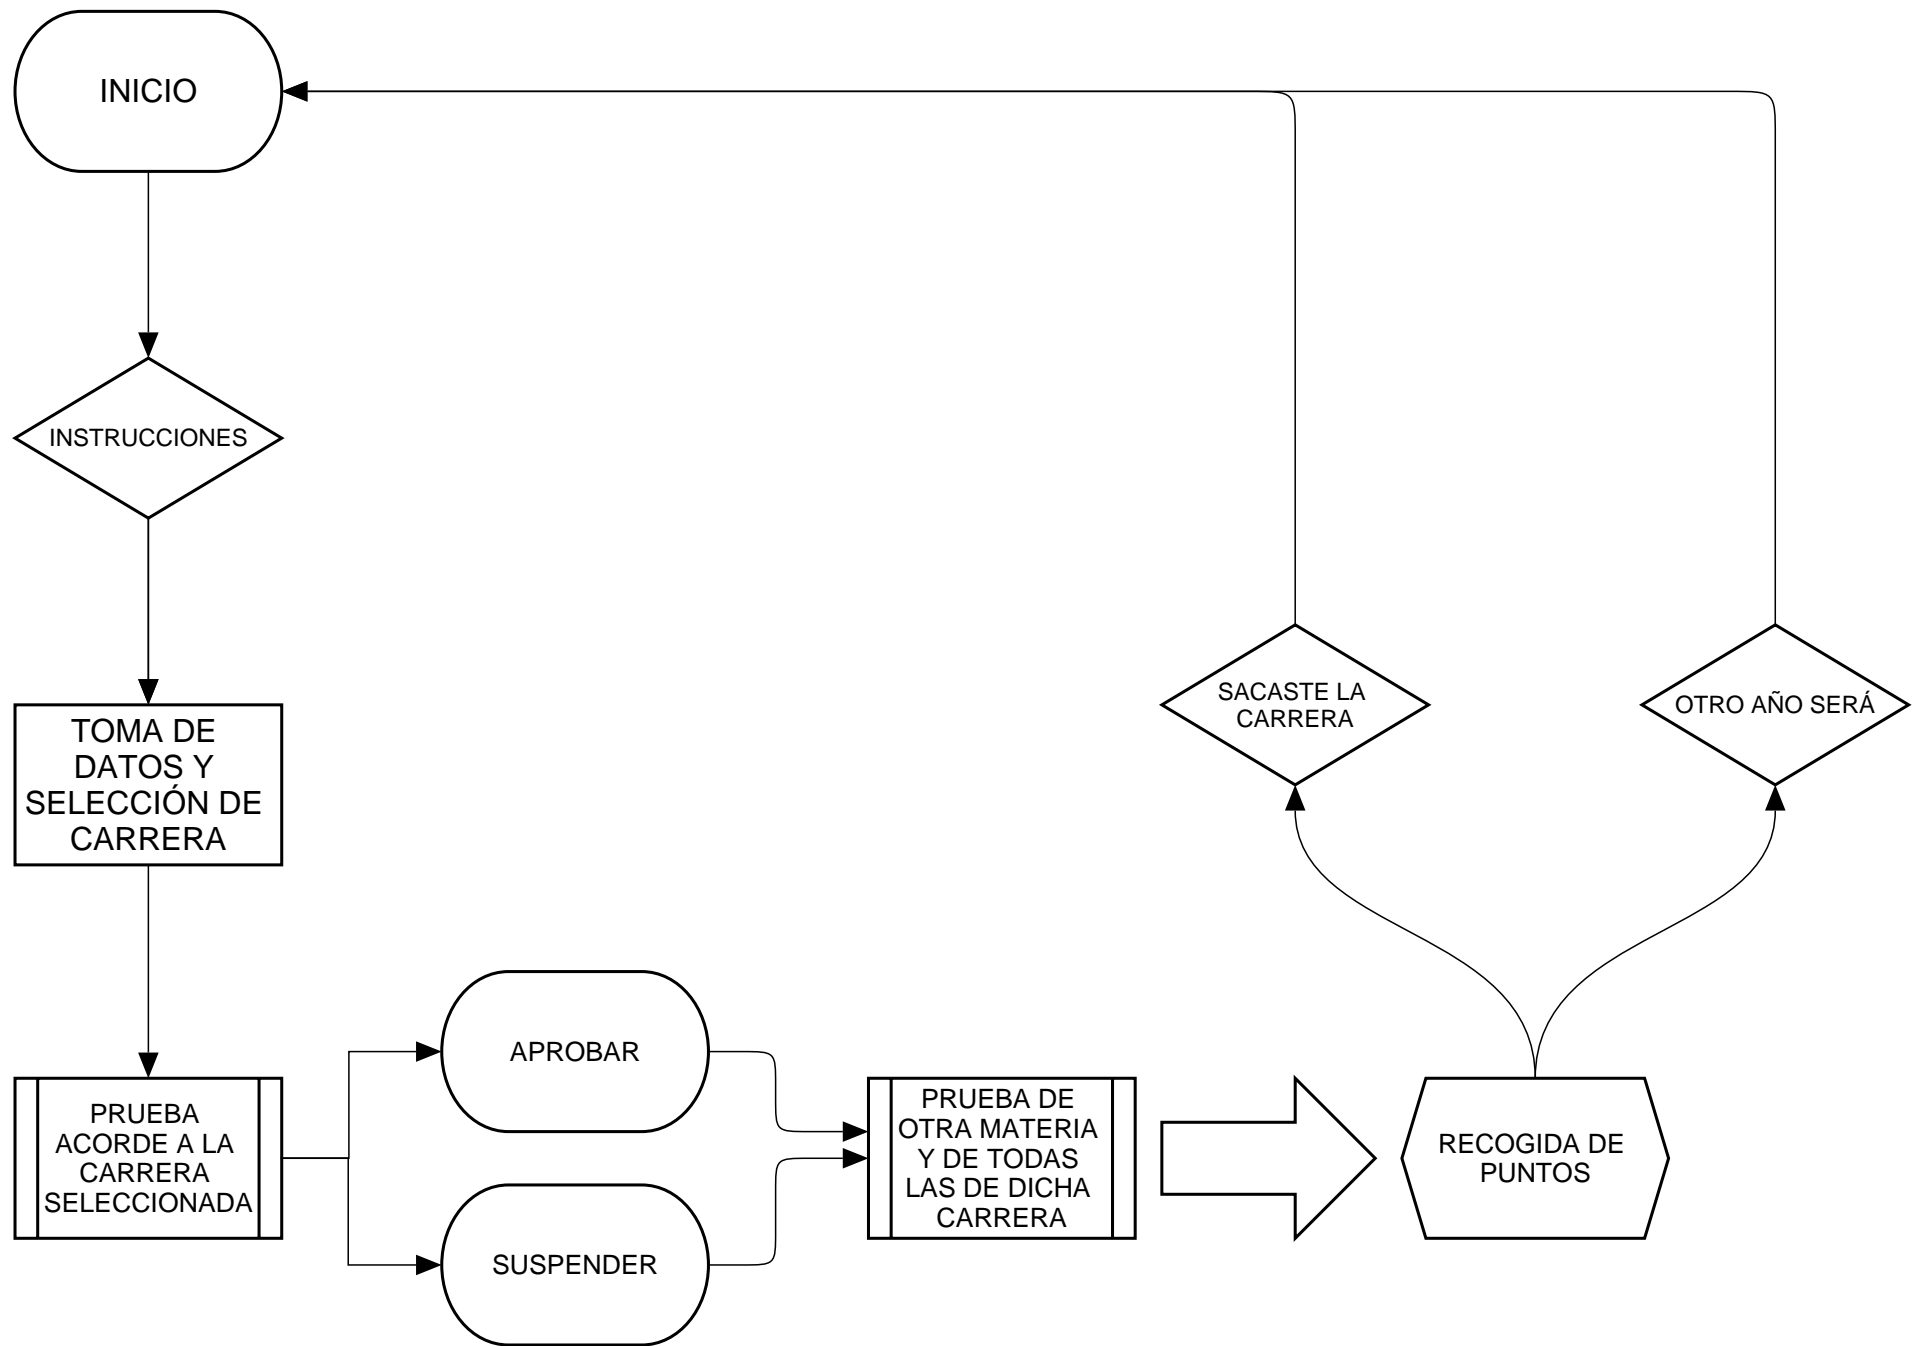 INICIO
INSTRUCCIONES
TOMA DE
DATOS Y
SELECCIÓN DE
CARRERA
PRUEBA
ACORDE A LA
CARRERA
SELECCIONADA
APROBAR
SUSPENDER
PRUEBA DE
OTRA MATERIA
Y DE TODAS
LAS DE DICHA
CARRERA
RECOGIDA DE
PUNTOS
SACASTE LA
CARRERA
OTRO AÑO SERÁ